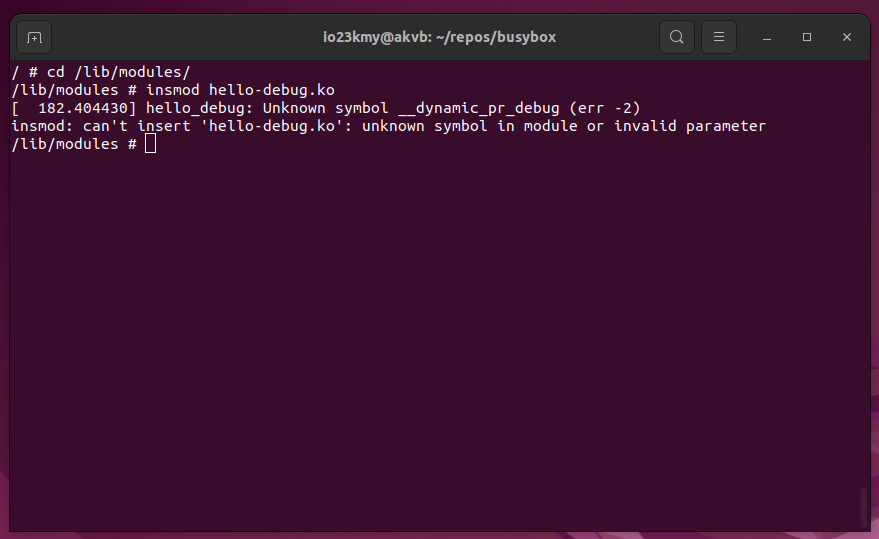 io23kmy@akvb: ~/repos/busybox
/ # cd /lib/modules/
/lib/modules # insmod hello-debug.ko
[  182.404430] hello_debug: Unknown symbol __dynamic_pr_debug (err -2)
insmod: can't insert 'hello-debug.ko': unknown symbol in module or invalid parameter
/lib/modules #